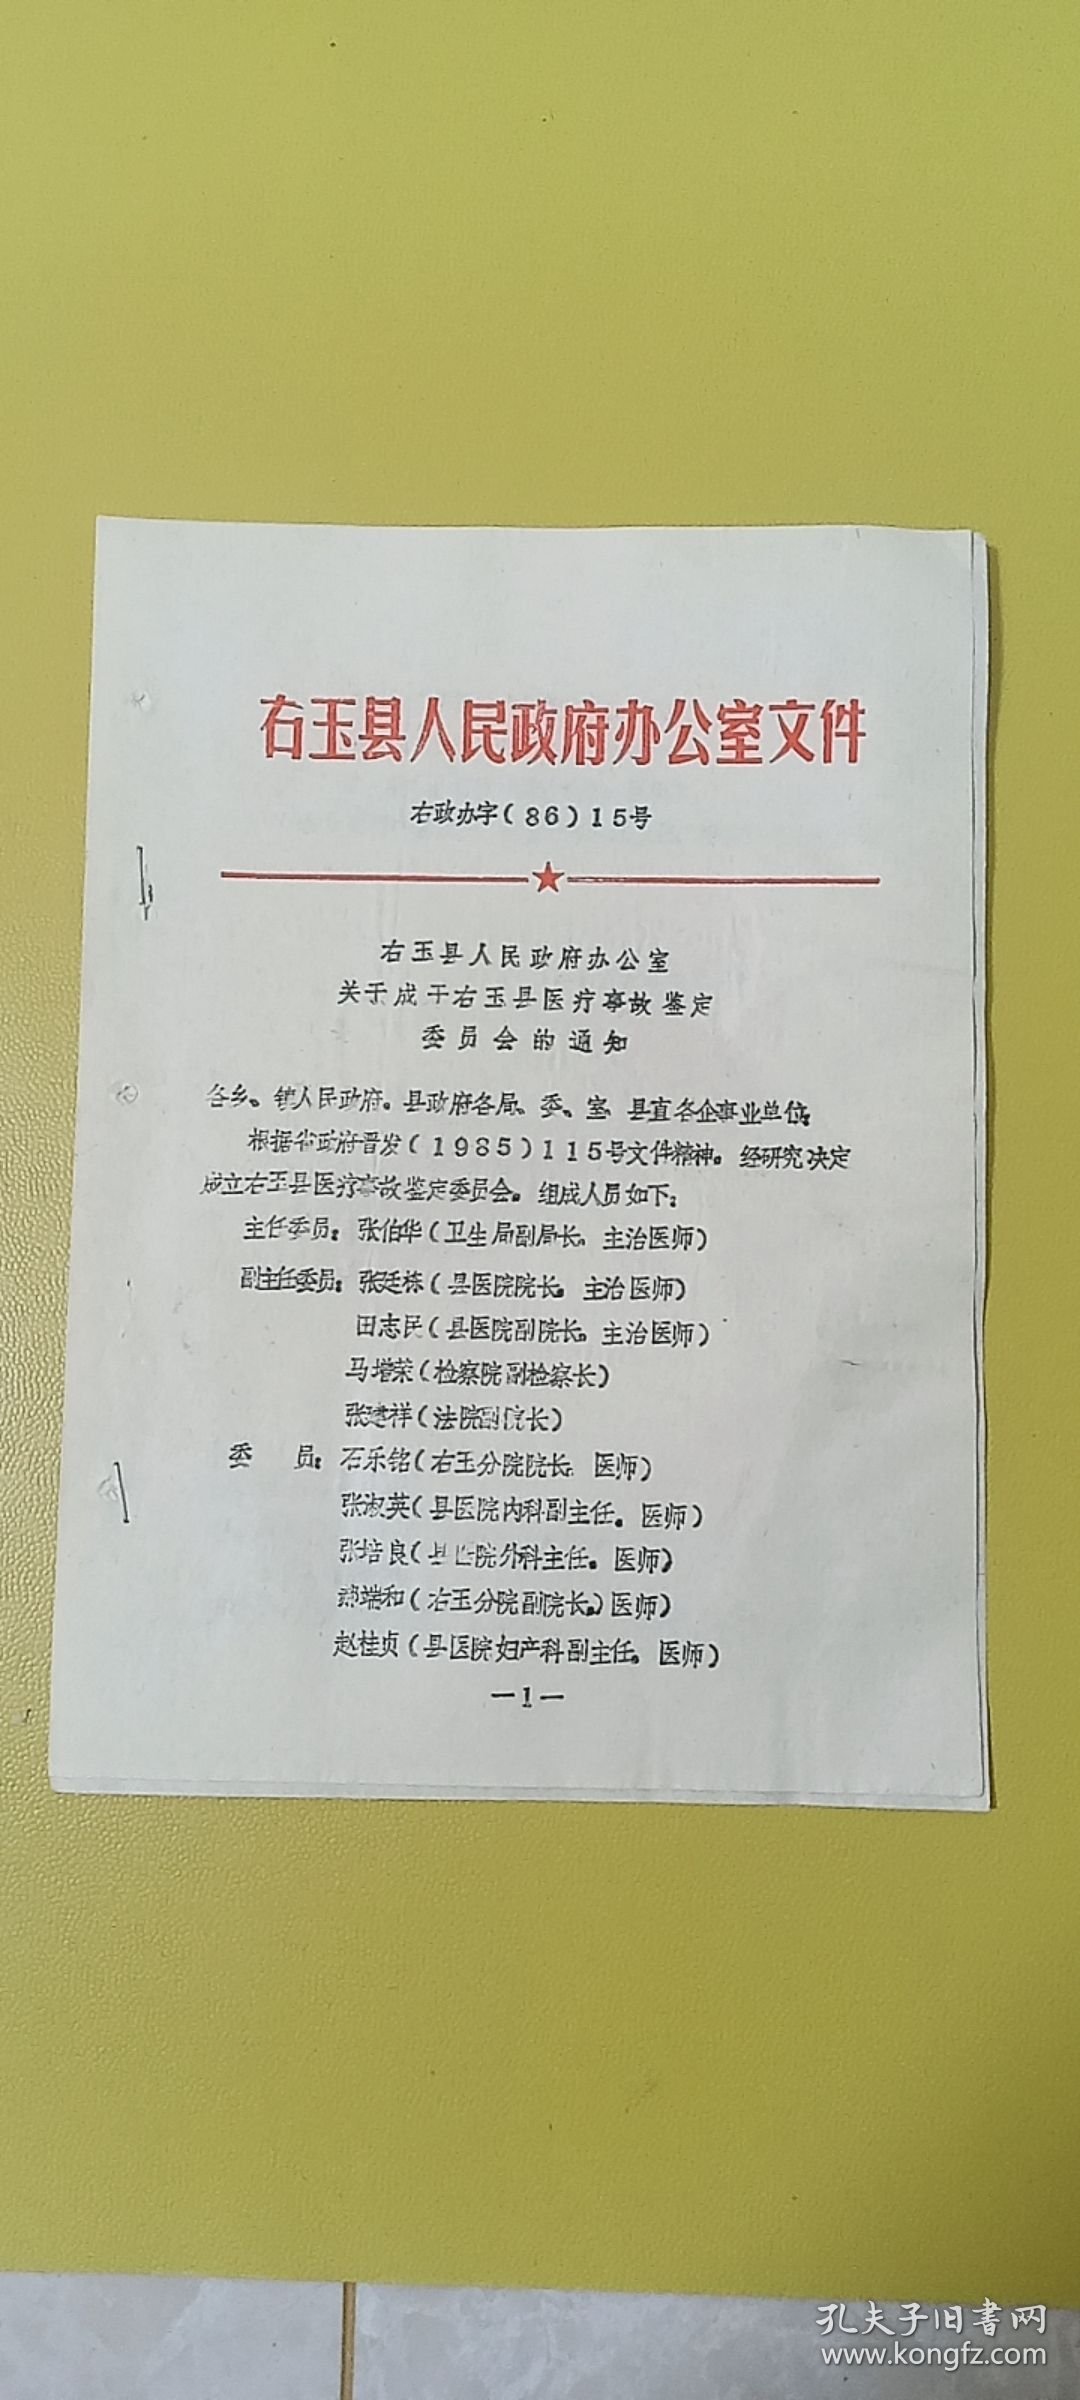 右玉县人民政府办公室文件
右政办字(86)15号
右玉县人民政府办公室
关于成于右玉县医疗事故鉴定
委员会的通知
各乡、镇人民政府。县政府各局、委、室、县直各企事业单位:
根据省政府晋发(1985)115号文件精神。经研究决定
成立右玉县医疗事故鉴定委员会。组成人员如下:
主任委员:张伯华(卫生局副局长、主治医师)
副主任委员:张廷栋(县医院院长。主治医师)
田志民(县医院副院长。主治医师)
马增荣(检察院副检察长)
张建祥(法院副院长)
委 员:石乐铭(右玉分院院长、医师)
张淑英(县医院内科副主任。医师)
张培良(县医院外科主任。医师)
端和(右玉分院副院长。)医师)
赵桂贞(县医院妇产科副主任。医师)
—1—
孔夫子旧书网
www.kongfz.com